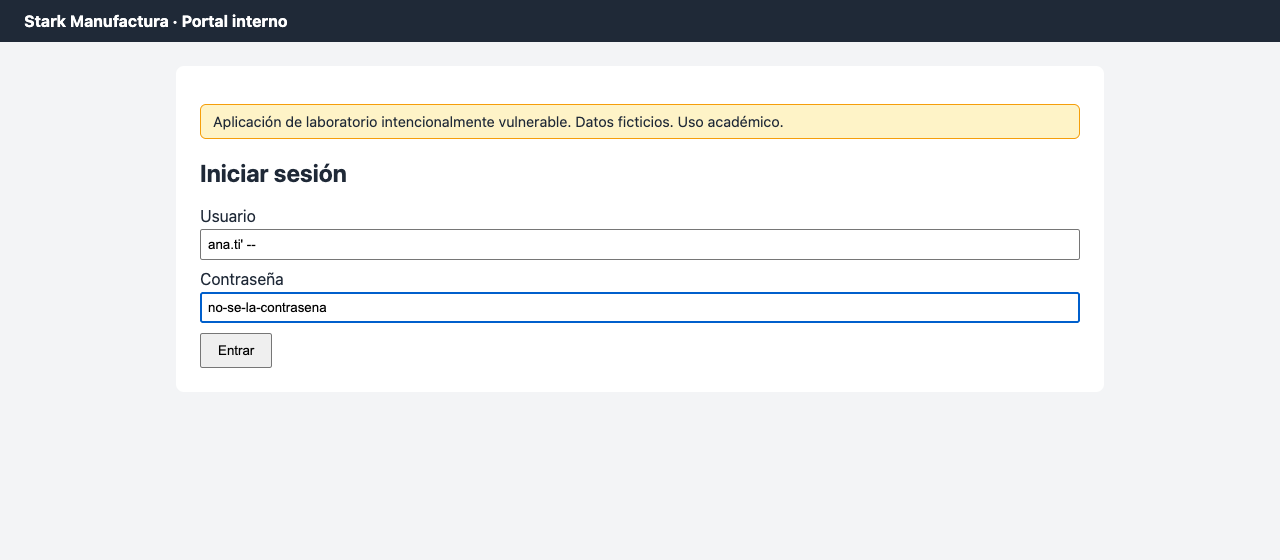 Stark Manufactura · Portal interno
Aplicación de laboratorio intencionalmente vulnerable. Datos ficticios. Uso académico.
Iniciar sesión
Usuario
ana.ti' --
Contraseña
no-se-la-contrasena
Entrar